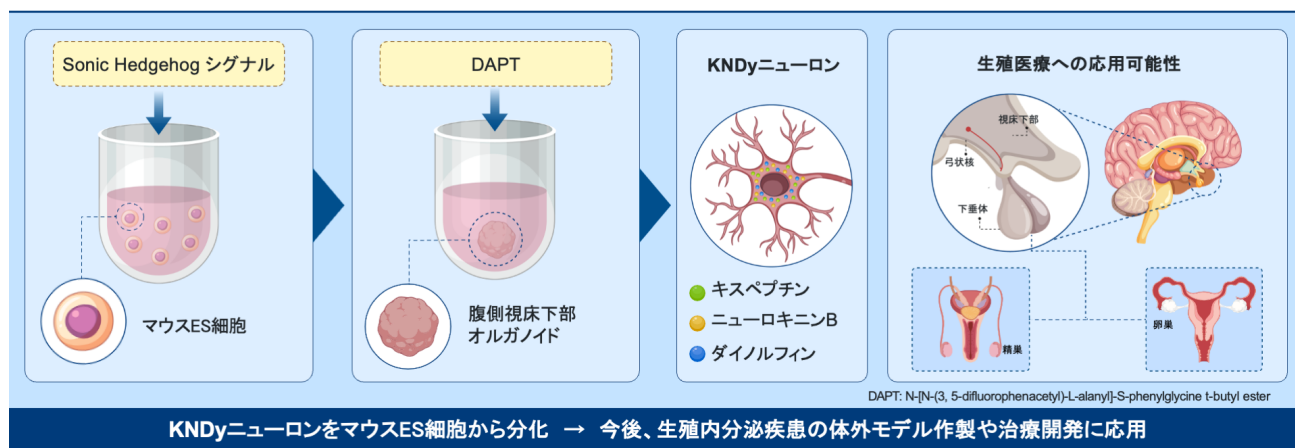 Sonic Hedgehog シグナル
マウスES細胞
DAPT
腹側視床下部
オルガノイド
KNDyニューロン
キスペプチン
ニューロキニンB
ダイノルフィン
生殖医療への応用可能性
視床下部
弓状核
下垂体
精巣
卵巣
DAPT: N-[N-(3, 5-difluorophenacetyl)-L-alanyl]-S-phenylglycine t-butyl ester
KNDyニューロンをマウスES細胞から分化 → 今後、生殖内分泌疾患の体外モデル作製や治療開発に応用